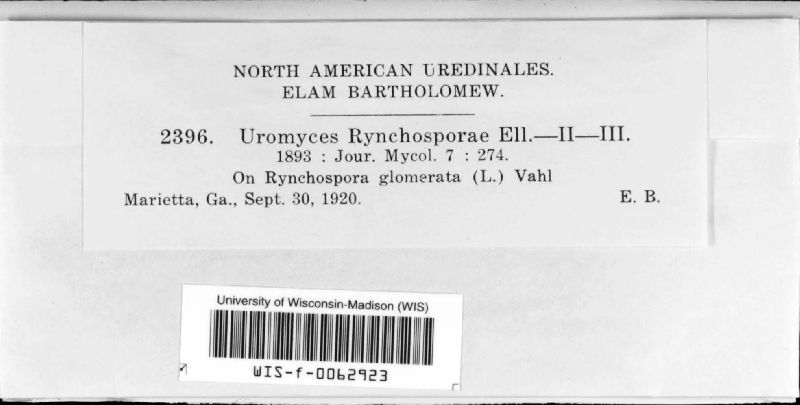 NORTH AMERICAN UREDINALES.
ELAM BARTHOLOMEW.
2396. Uromyces Rynchosporae Ell.—II—III.
1893 : Jour. Mycol. 7 : 274.
On Rynchospora glomerata (L.) Vahl
Marietta, Ga., Sept. 30, 1920. E. B.
University of Wisconsin-Madison (WIS)
WIS-f-0062923